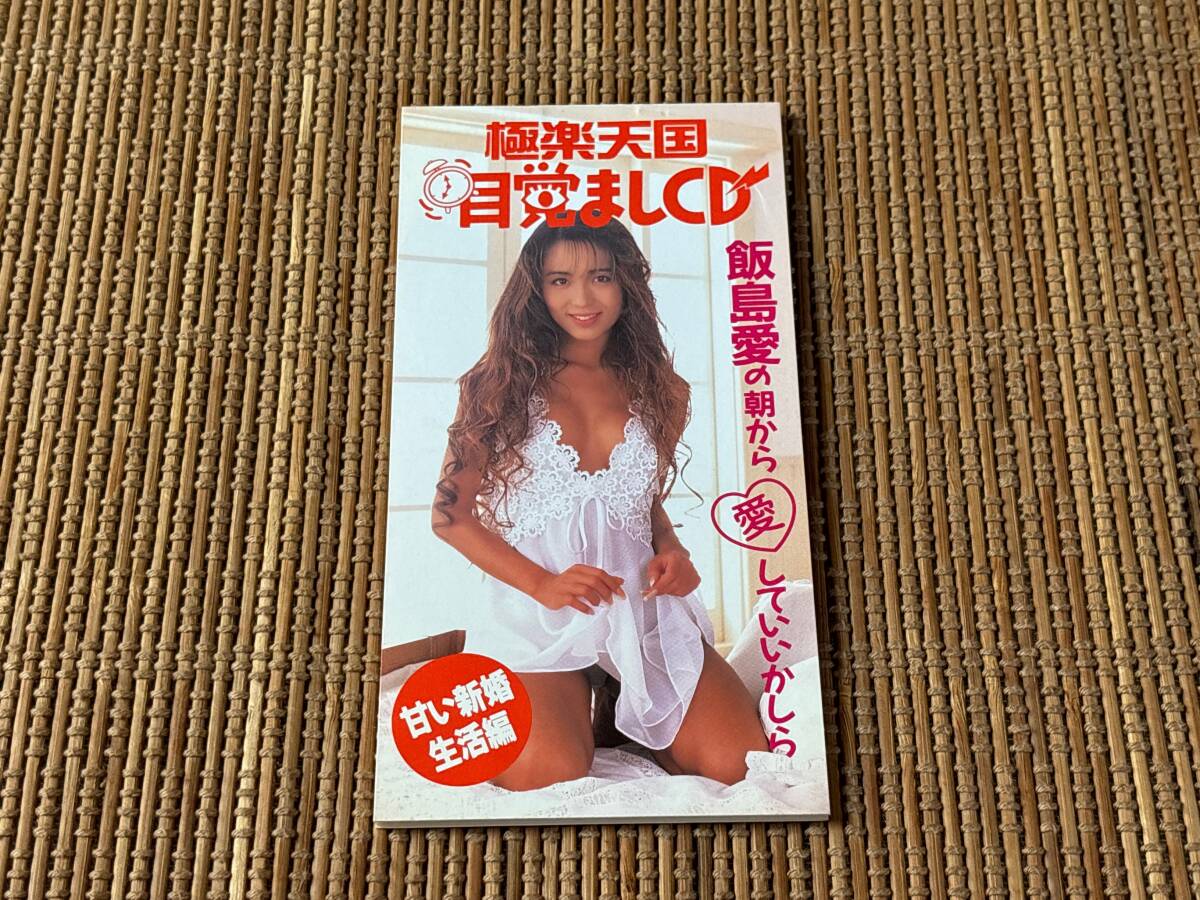 極楽天国
目覚ましCD
飯島愛の朝から愛していいかしら
甘い新婚
生活編